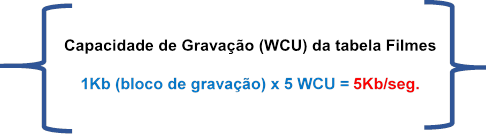 Capacidade de Gravação (WCU) da tabela Filmes
1Kb (bloco de gravação) x 5 WCU = 5Kb/seg.